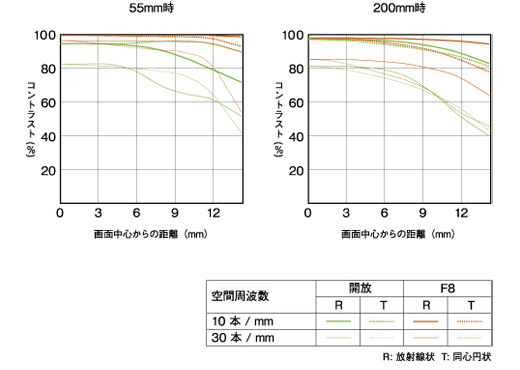 55mm時
200mm時
コントラスト(%)
100
80
60
40
20
0 3 6 9 12
画面中心からの距離 (mm)
コントラスト(%)
100
80
60
40
20
0 3 6 9 12
画面中心からの距離 (mm)
空間周波数 開放 F8
R T R T
10 本 / mm
30 本 / mm
R: 放射線状 T: 同心円状